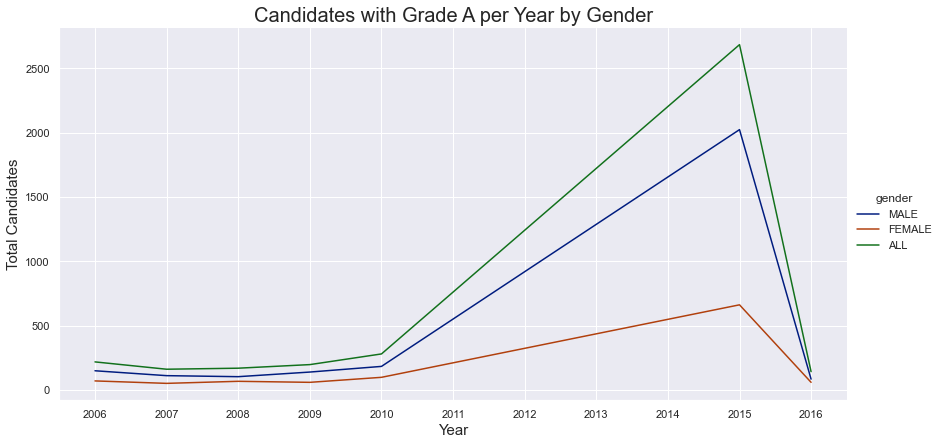 Candidates with Grade A per Year by Gender
Total Candidates
2500
2000
1500
1000
500
0
2006 2007 2008 2009 2010 2011 2012 2013 2014 2015 2016
Year
gender
MALE
FEMALE
ALL